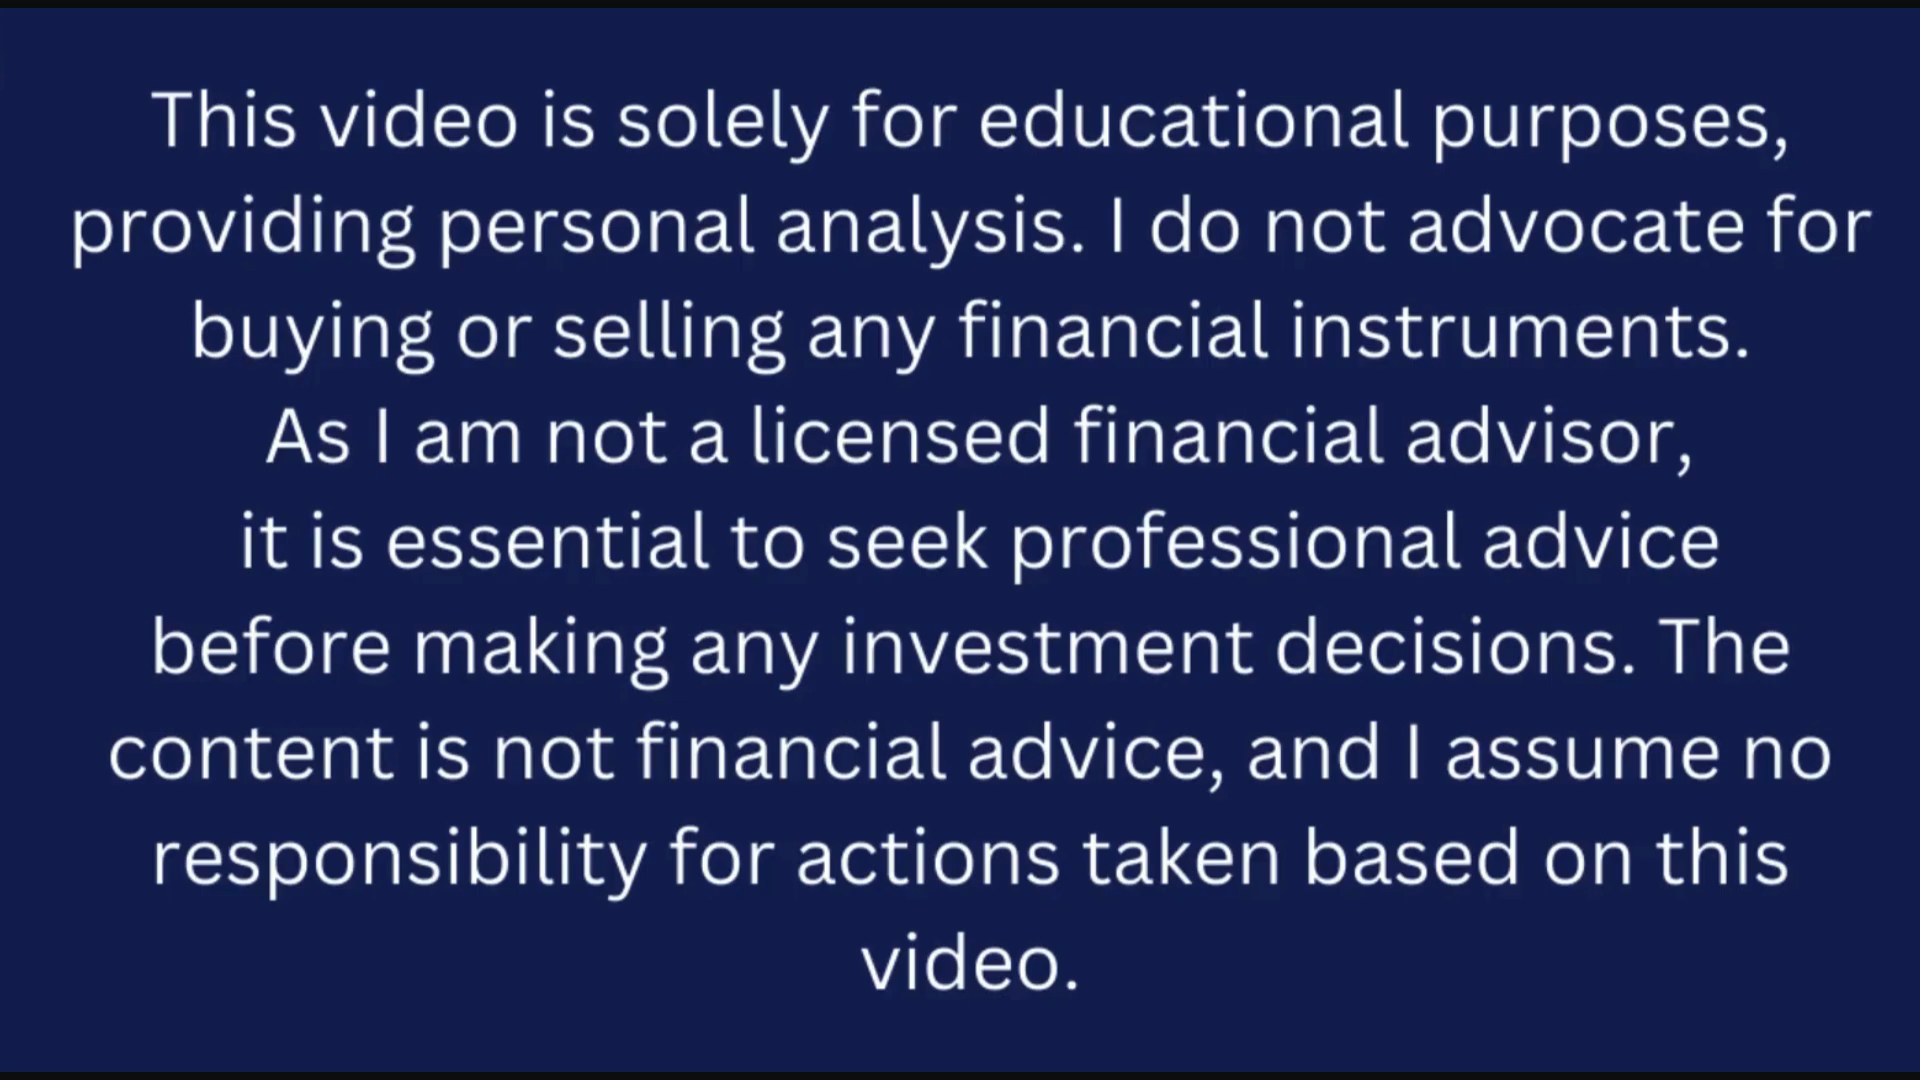 This video is solely for educational purposes,
providing personal analysis. I do not advocate for
buying or selling any financial instruments.
As I am not a licensed financial advisor,
it is essential to seek professional advice
before making any investment decisions. The
content is not financial advice, and I assume no
responsibility for actions taken based on this
video.